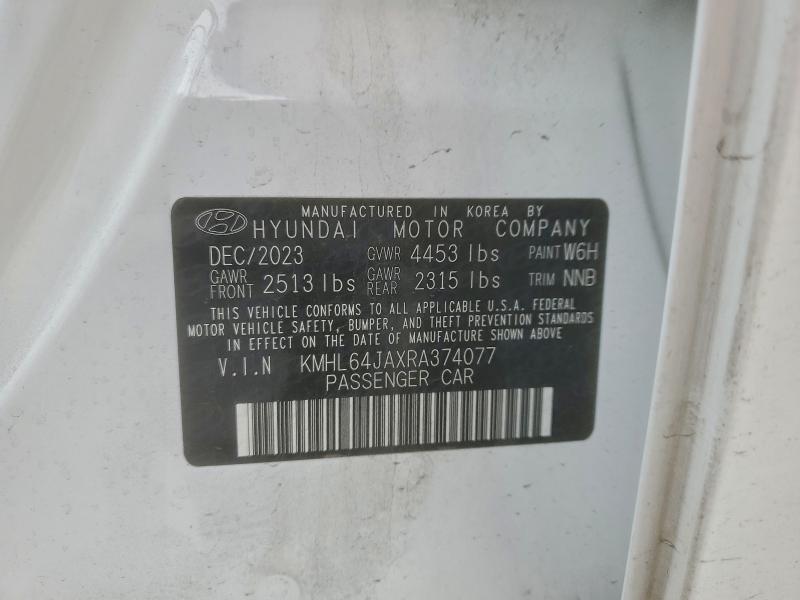 MANUFACTURED IN KOREA BY
HYUNDAI MOTOR COMPANY
DEC/2023 GVWR 4453 lbs PAINT W6H
GAWR FRONT 2513 lbs GAWR REAR 2315 lbs TRIM NNB
THIS VEHICLE CONFORMS TO ALL APPLICABLE U.S.A. FEDERAL
MOTOR VEHICLE SAFETY, BUMPER, AND THEFT PREVENTION STANDARDS
IN EFFECT ON THE DATE OF MANUFACTURE SHOWN ABOVE
V.I.N KMHL64JAXRA374077
PASSENGER CAR